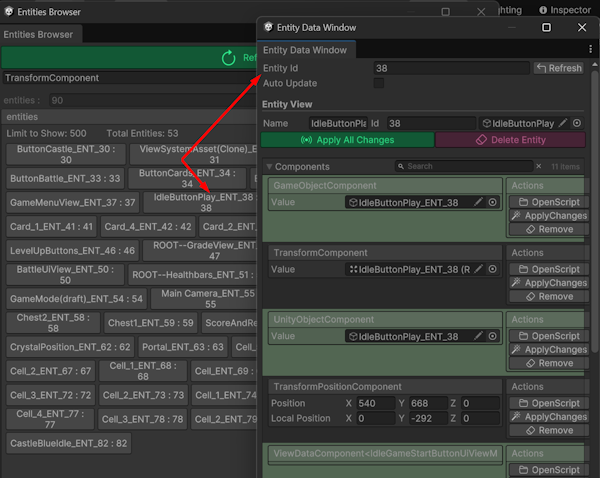 Entities Browser
Entities Browser
Ref
TransformComponent
entities : 90
entities
Limit to Show: 500 Total Entities: 53
ButtonCastle_ENT_30 : 30
ViewSystemAsset(Clone)_E
31
ButtonBattle_ENT_33 : 33
ButtonCards_ENT_34 : 34
GameMenuView_ENT_37 : 37
IdleButtonPlay_ENT_38 : 38
Card_1_ENT_41 : 41
Card_4_ENT_42 : 42
Card_2_ENT_
LevelUpButtons_ENT_46 : 46
ROOT--GradeView_ENT_
47
BattleUiView_ENT_50 : 50
ROOT--Healthbars_ENT_51 :
GameMode(draft)_ENT_54 : 54
Main Camera_ENT_55
55
Chest2_ENT_58 : 58
Chest1_ENT_59 : 59
ScoreAndRe
CrystalPosition_ENT_62 : 62
Portal_ENT_63 : 63
Cell_
Cell_2_ENT_67 : 67
Cell_1_ENT_68 : 68
Cell_ENT_69 : 69
Cell_3_ENT_72 : 72
Cell_2_ENT_73 : 73
Cell_1_ENT_74
Cell_4_ENT_77 : 77
Cell_3_ENT_78 : 78
Cell_2_ENT_79
CastleBlueIdle_ENT_82 : 82
ghting
Inspector
Entity Data Window
Entity Data Window
Entity Id 38 Refresh
Auto Update
Entity View
Name IdleButtonPla Id 38 IdleButtonPlay
Apply All Changes
Delete Entity
Components
Search
11 items
GameObjectComponent
Value IdleButtonPlay_ENT_38
Actions
OpenScript
ApplyChanges
Remove
TransformComponent
Value IdleButtonPlay_ENT_38 (R
Actions
OpenScript
ApplyChanges
Remove
UnityObjectComponent
Value IdleButtonPlay_ENT_38
Actions
OpenScript
ApplyChanges
Remove
TransformPositionComponent
Position X 540 Y 668 Z 0
Local Position X 0 Y -292 Z 0
Actions
OpenScript
ApplyChanges
Remove
ViewDataComponent<IdleGameStartButtonUiViewM
Actions
OpenScript